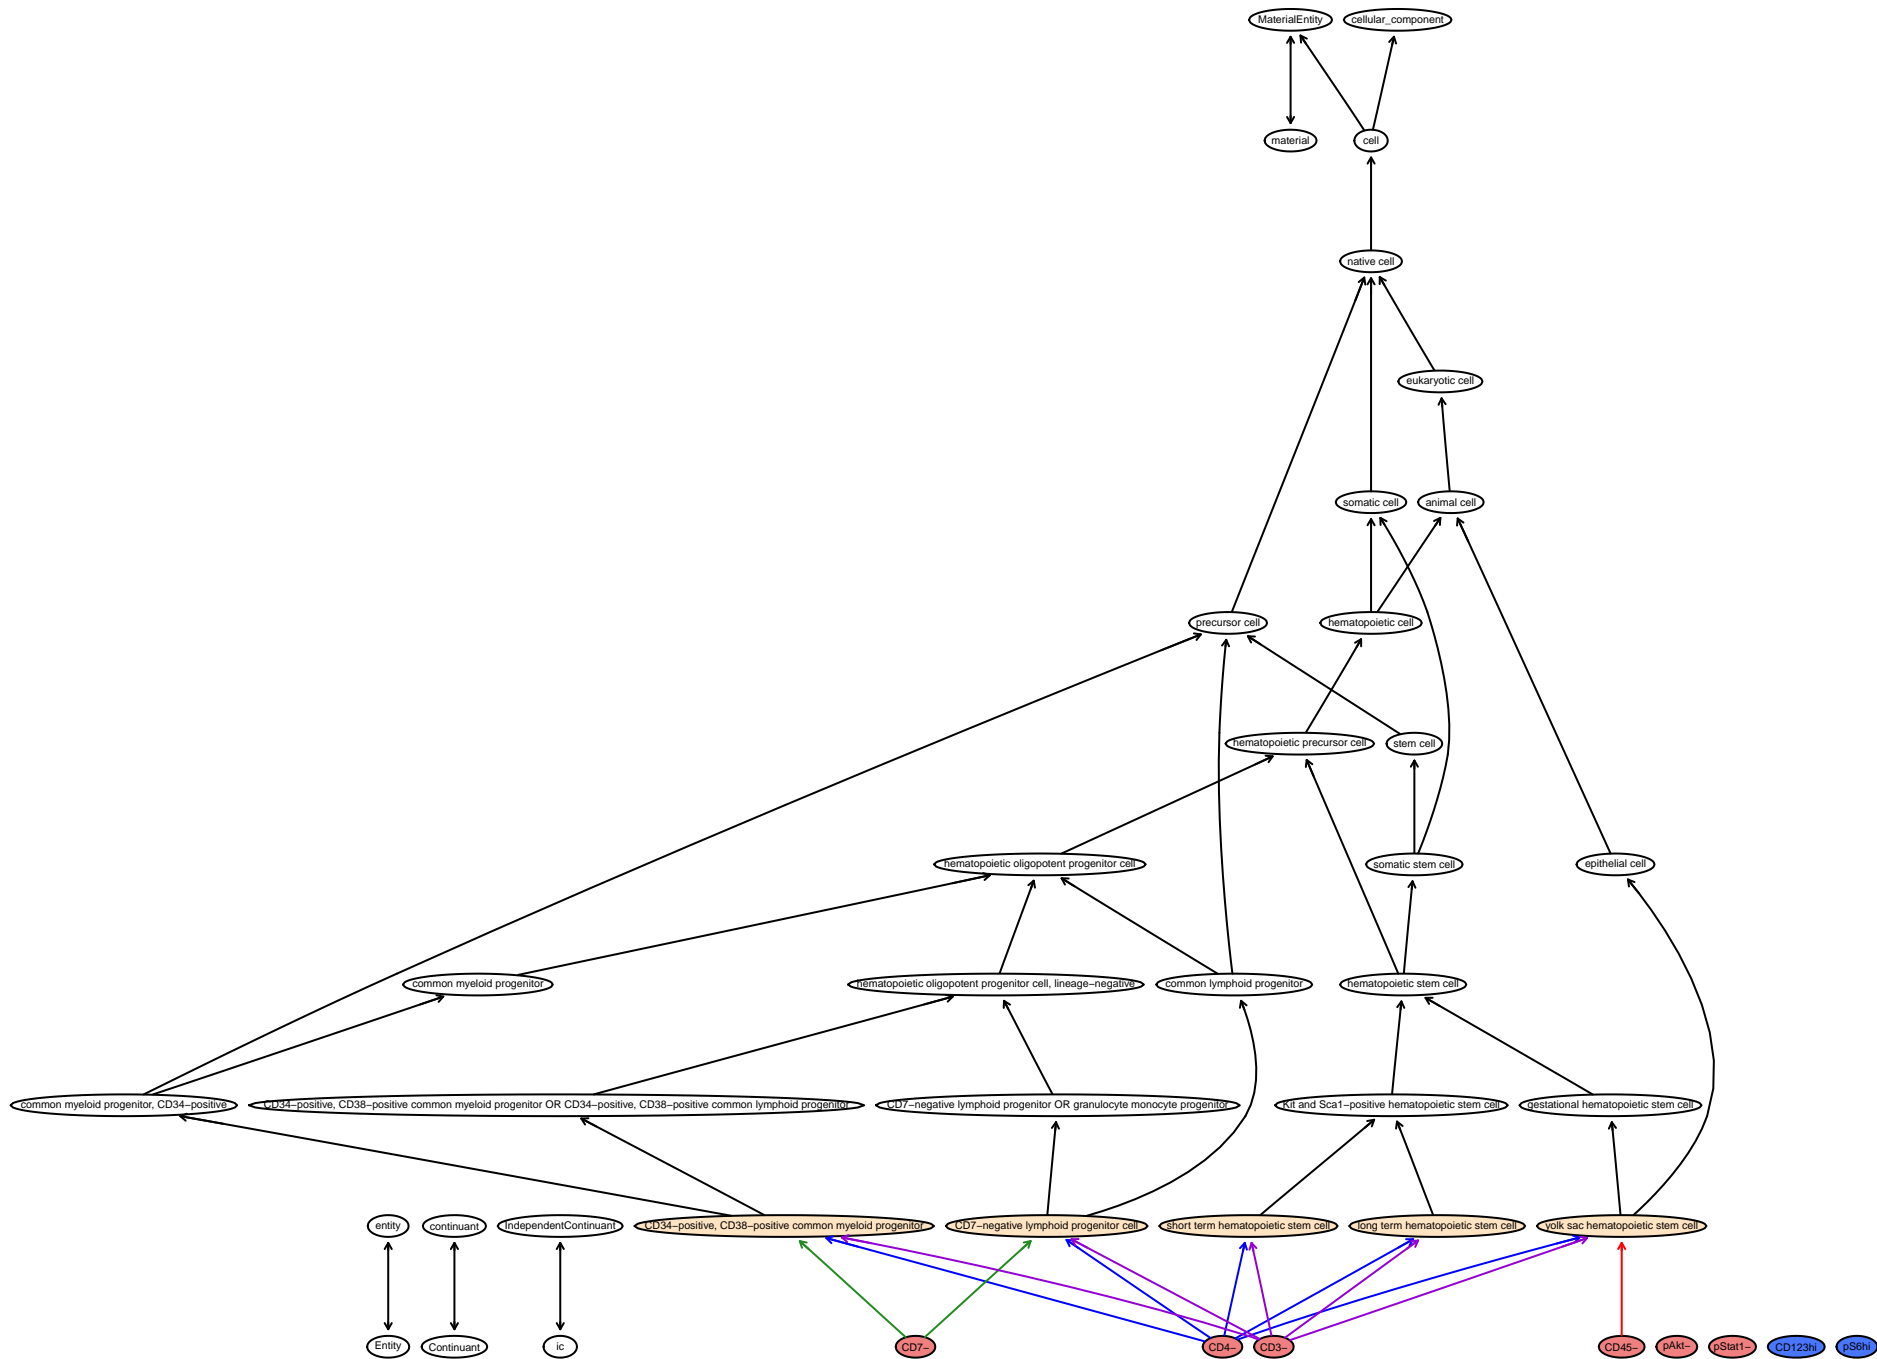 MaterialEntity
cellular_component
material
cell
native cell
eukaryotic cell
somatic cell
animal cell
precursor cell
hematopoietic cell
hematopoietic precursor cell
stem cell
hematopoietic oligopotent progenitor cell
somatic stem cell
epithelial cell
common myeloid progenitor
hematopoietic oligopotent progenitor cell, lineage−negative
common lymphoid progenitor
hematopoietic stem cell
common myeloid progenitor, CD34−positive
CD34−positive, CD38−positive common myeloid progenitor OR CD34−positive, CD38−positive common lymphoid progenitor
CD7−negative lymphoid progenitor OR granulocyte monocyte progenitor
Kit and Sca1−positive hematopoietic stem cell
gestational hematopoietic stem cell
entity
continuant
IndependentContinuant
CD34−positive, CD38−positive common myeloid progenitor
CD7−negative lymphoid progenitor cell
short term hematopoietic stem cell
long term hematopoietic stem cell
yolk sac hematopoietic stem cell
Entity
Continuant
ic
CD7−
CD4−
CD3−
CD45−
pAkt−
pStat1−
CD123hi
pS6hi